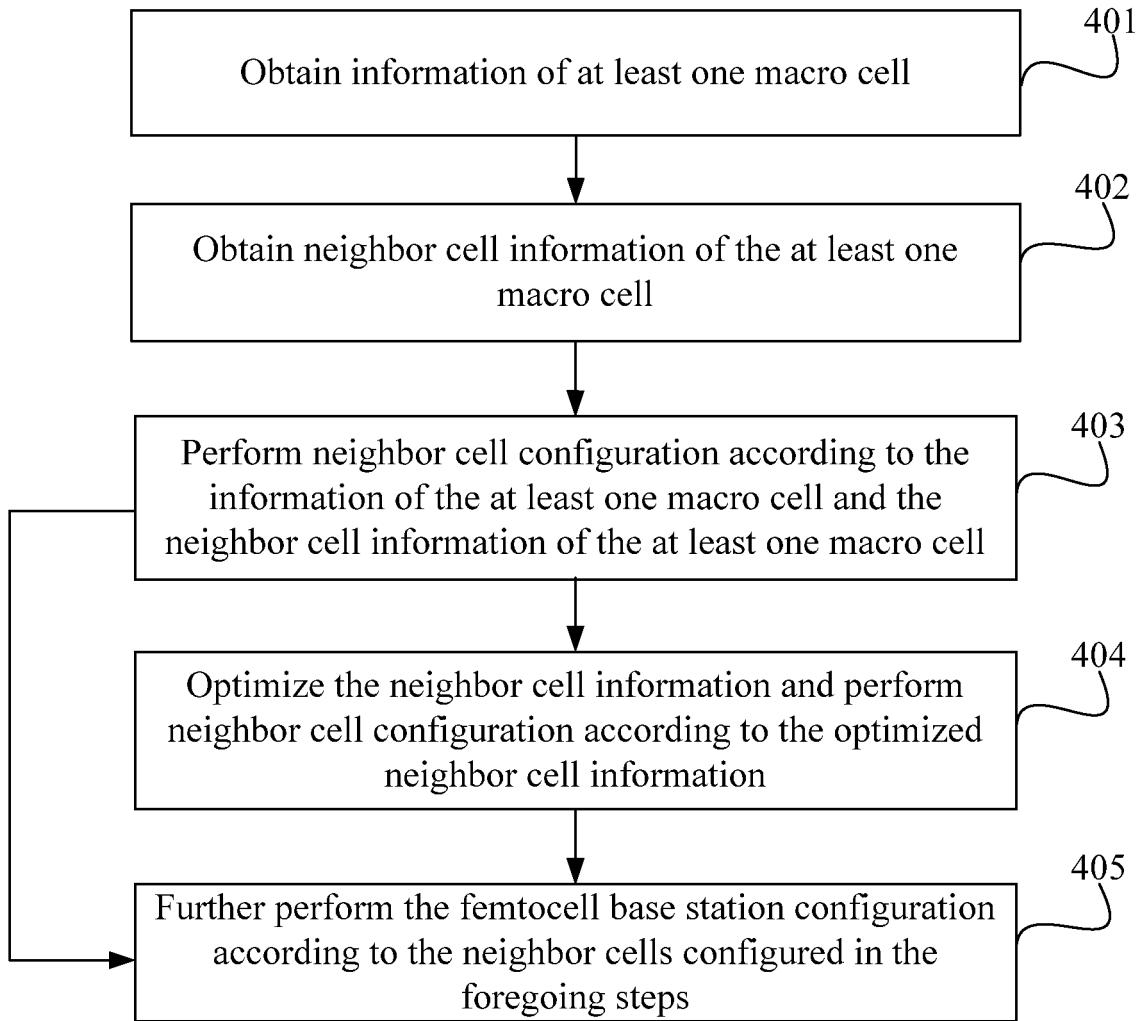 401
Obtain information of at least one macro cell
402
Obtain neighbor cell information of the at least one
macro cell
403
Perform neighbor cell configuration according to the
information of the at least one macro cell and the
neighbor cell information of the at least one macro cell
404
Optimize the neighbor cell information and perform
neighbor cell configuration according to the optimized
neighbor cell information
405
Further perform the femtocell base station configuration
according to the neighbor cells configured in the
foregoing steps